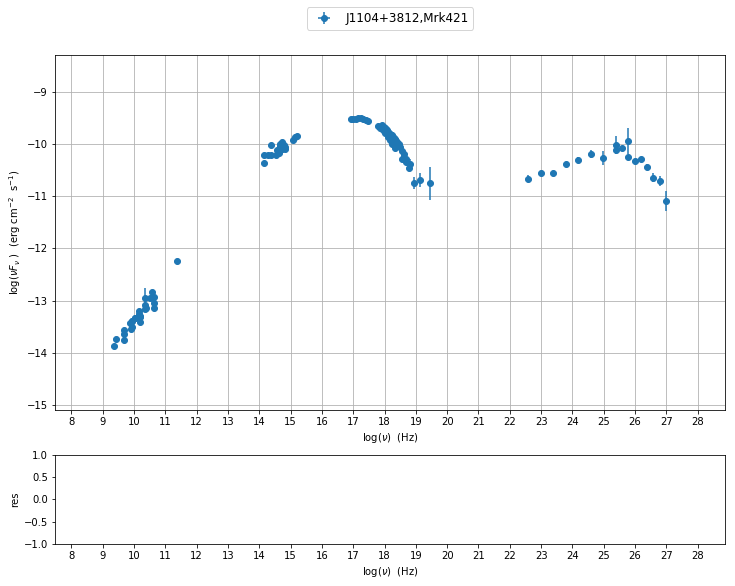 J1104+3812,Mrk421
−9
−10
−11
−12
−13
−14
−15
log(νF_ν ) (erg cm⁻² s⁻¹)
8 9 10 11 12 13 14 15 16 17 18 19 20 21 22 23 24 25 26 27 28
log(ν) (Hz)
1.0
0.5
0.0
−0.5
−1.0
res
8 9 10 11 12 13 14 15 16 17 18 19 20 21 22 23 24 25 26 27 28
log(ν) (Hz)